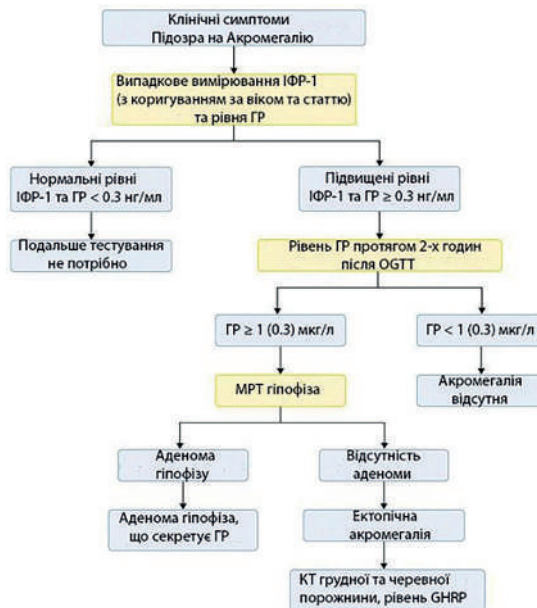 Клінічні симптоми
Підозра на Акромегалію
Випадкове вимірювання ІФР-1
(з коригуванням за віком та статтю)
та рівня ГР
Нормальні рівні
ІФР-1 та ГР < 0.3 нг/мл
Підвищені рівні
ІФР-1 та ГР ≥ 0.3 нг/мл
Подальше тестування
не потрібно
Рівень ГР протягом 2-х годин
після OGTT
ГР ≥ 1 (0.3) мкг/л
ГР < 1 (0.3) мкг/л
МРТ гіпофіза
Акромегалія
відсутня
Аденома
гіпофізу
Відсутність
аденоми
Аденома гіпофіза,
що секретує ГР
Ектопічна
акромегалія
КТ грудної та черевної
порожнини, рівень GHRP